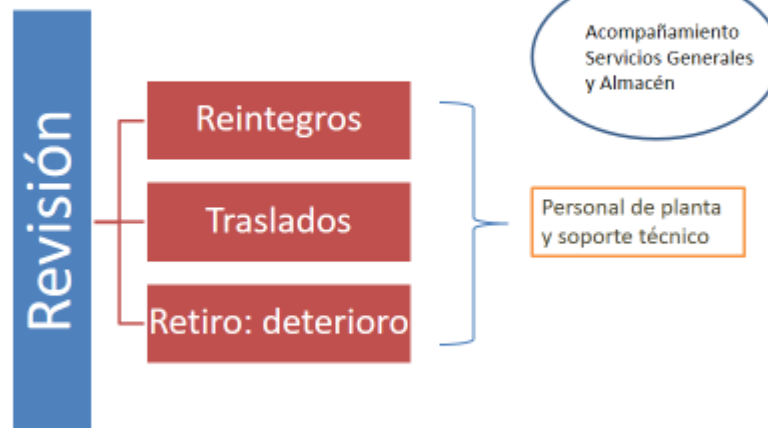 Revisión
Reintegros
Traslados
Retiro: deterioro
Acompañamiento
Servicios Generales
y Almacén
Personal de planta
y soporte técnico